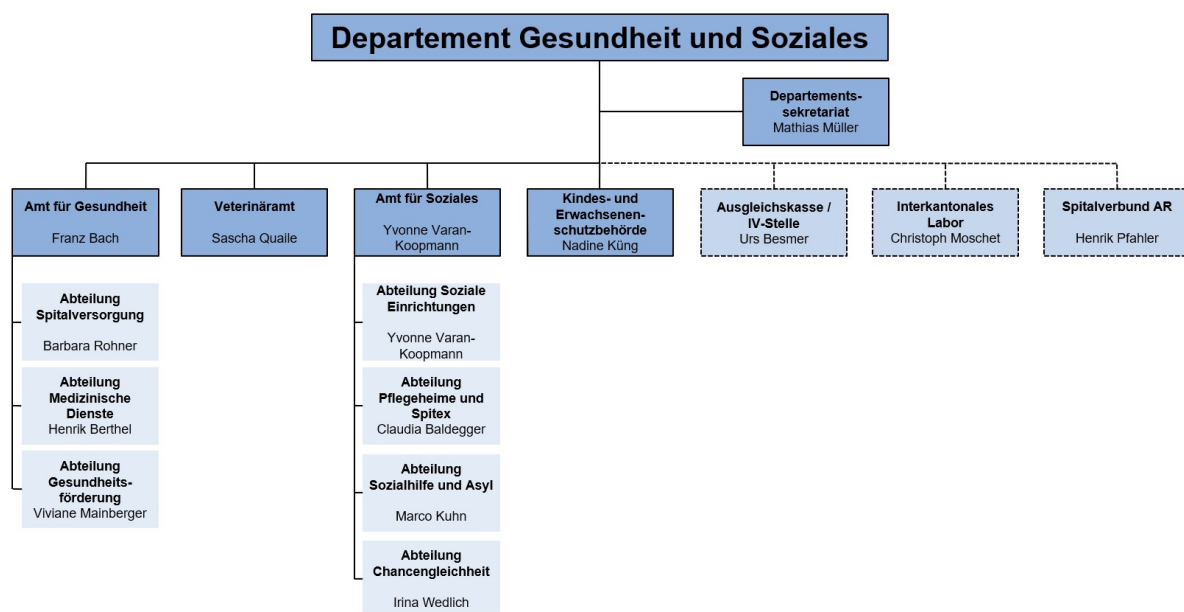 Departement Gesundheit und Soziales
Departements-
sekretariat
Mathias Müller
Amt für Gesundheit
Franz Bach
Veterinäramt
Sascha Quaile
Amt für Soziales
Yvonne Varan-
Koopmann
Kindes- und
Erwachsenen-
schutzbehörde
Nadine Küng
Ausgleichskasse /
IV-Stelle
Urs Besmer
Interkantonales
Labor
Christoph Moschet
Spitalverbund AR
Henrik Pfahler
Abteilung
Spitalversorgung
Barbara Rohner
Abteilung
Medizinische
Dienste
Henrik Berthel
Abteilung
Gesundheits-
förderung
Viviane Mainberger
Abteilung Soziale
Einrichtungen
Yvonne Varan-
Koopmann
Abteilung
Pflegeheime und
Spitex
Claudia Baldegger
Abteilung
Sozialhilfe und Asyl
Marco Kuhn
Abteilung
Chancengleichheit
Irina Wedlich